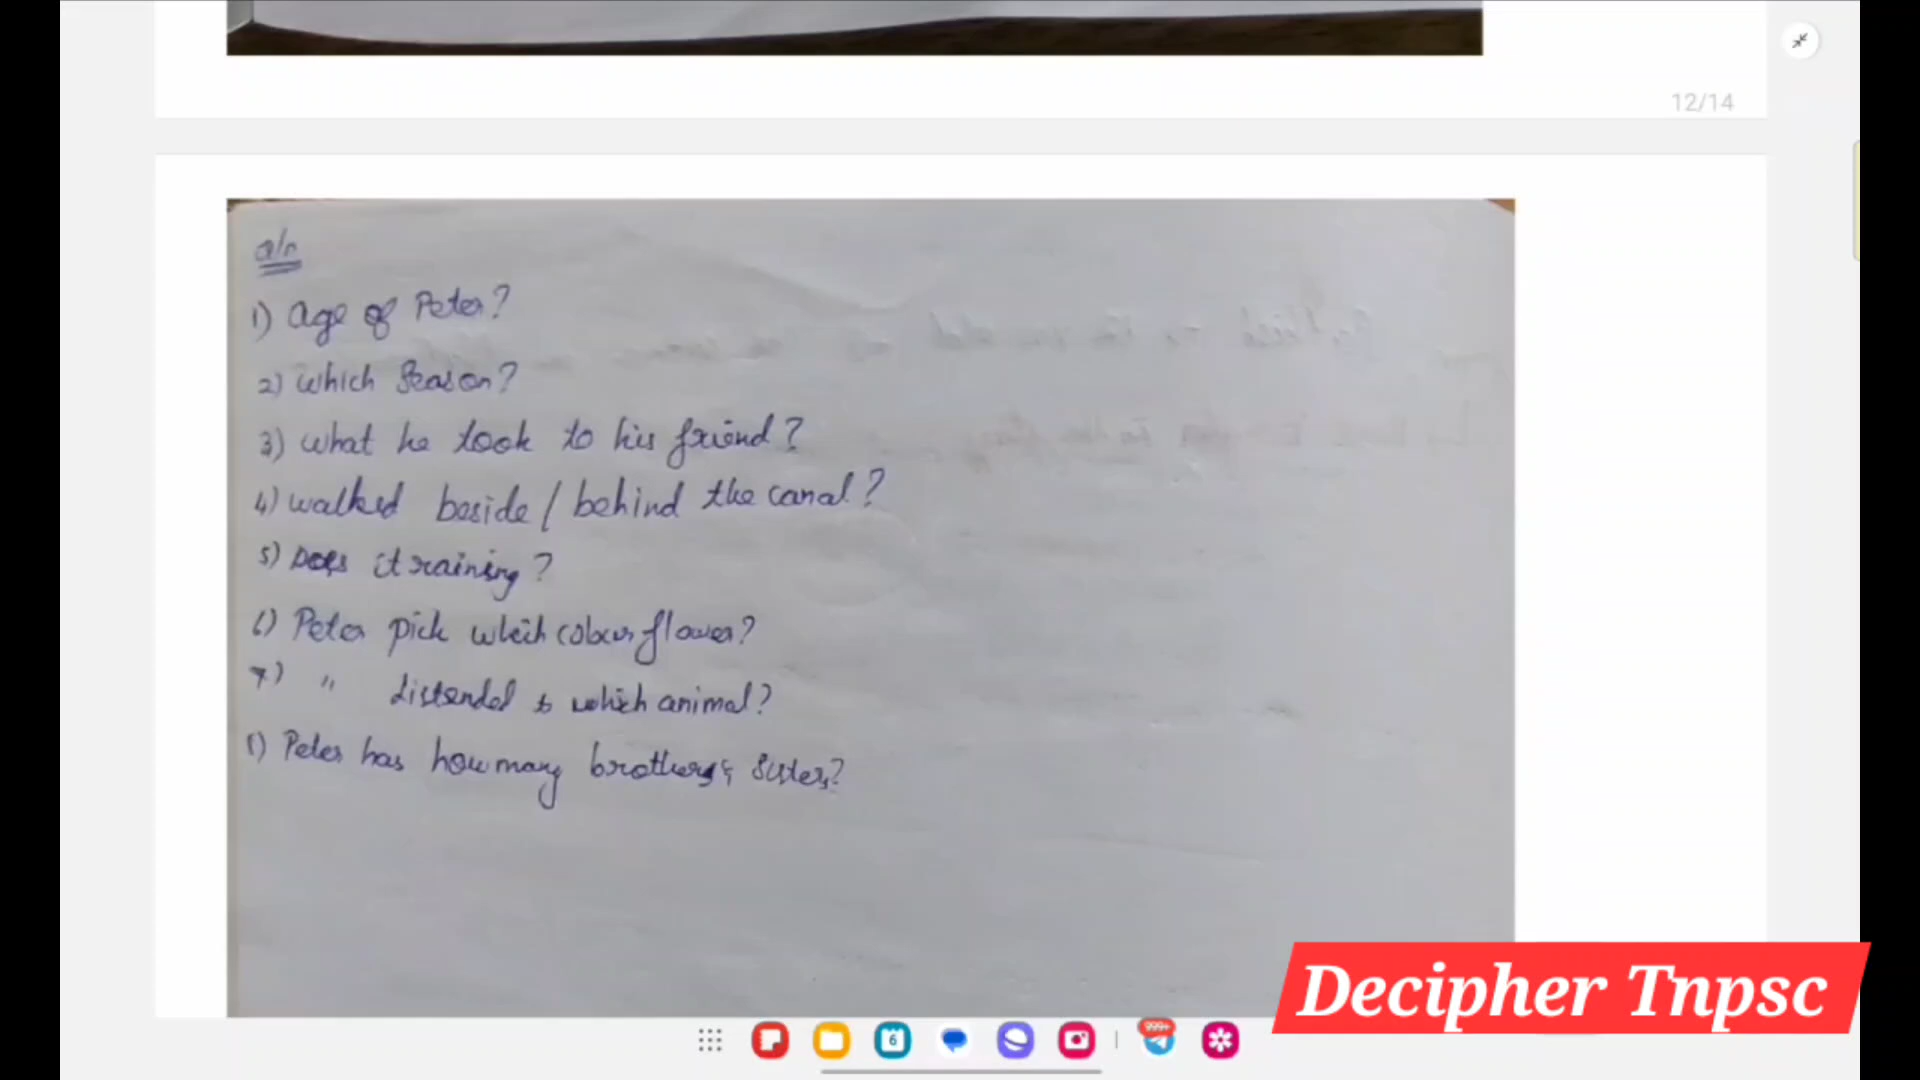 12/14
a/n
1) Age of Peter?
2) which Season?
3) what he took to his friend?
4) walked beside / behind the canal?
5) Does it raining?
6) Peter pick which colour flower?
7) " Listended to which animal?
8) Peter has how many brothers & Sisters?
Decipher Tnpsc
6
999+